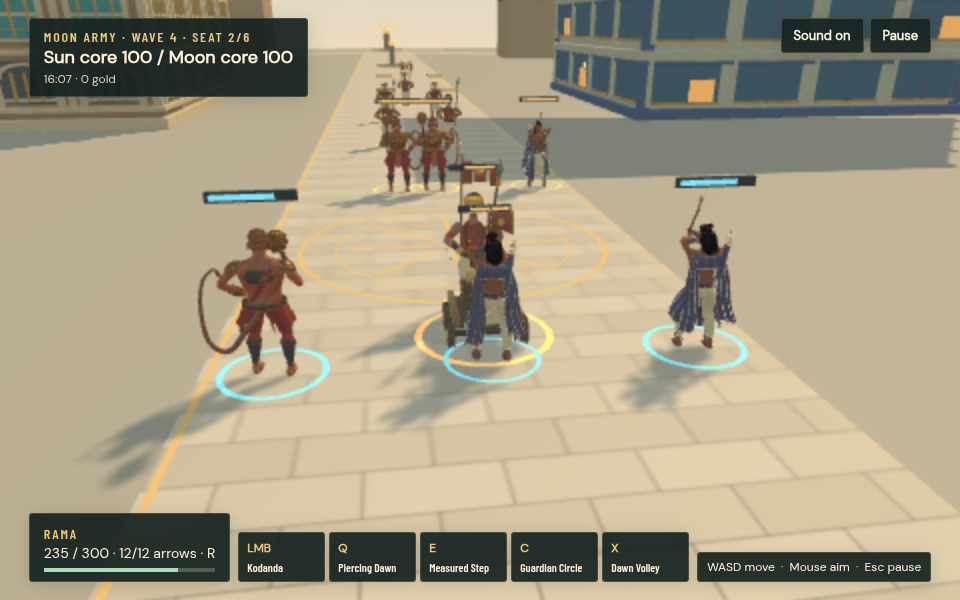 MOON ARMY · WAVE 4 · SEAT 2/6
Sun core 100 / Moon core 100
16:07 · 0 gold
Sound on
Pause
RAMA
235 / 300 · 12/12 arrows · R
LMB
Kodanda
Q
Piercing Dawn
E
Measured Step
C
Guardian Circle
X
Dawn Volley
WASD move · Mouse aim · Esc pause